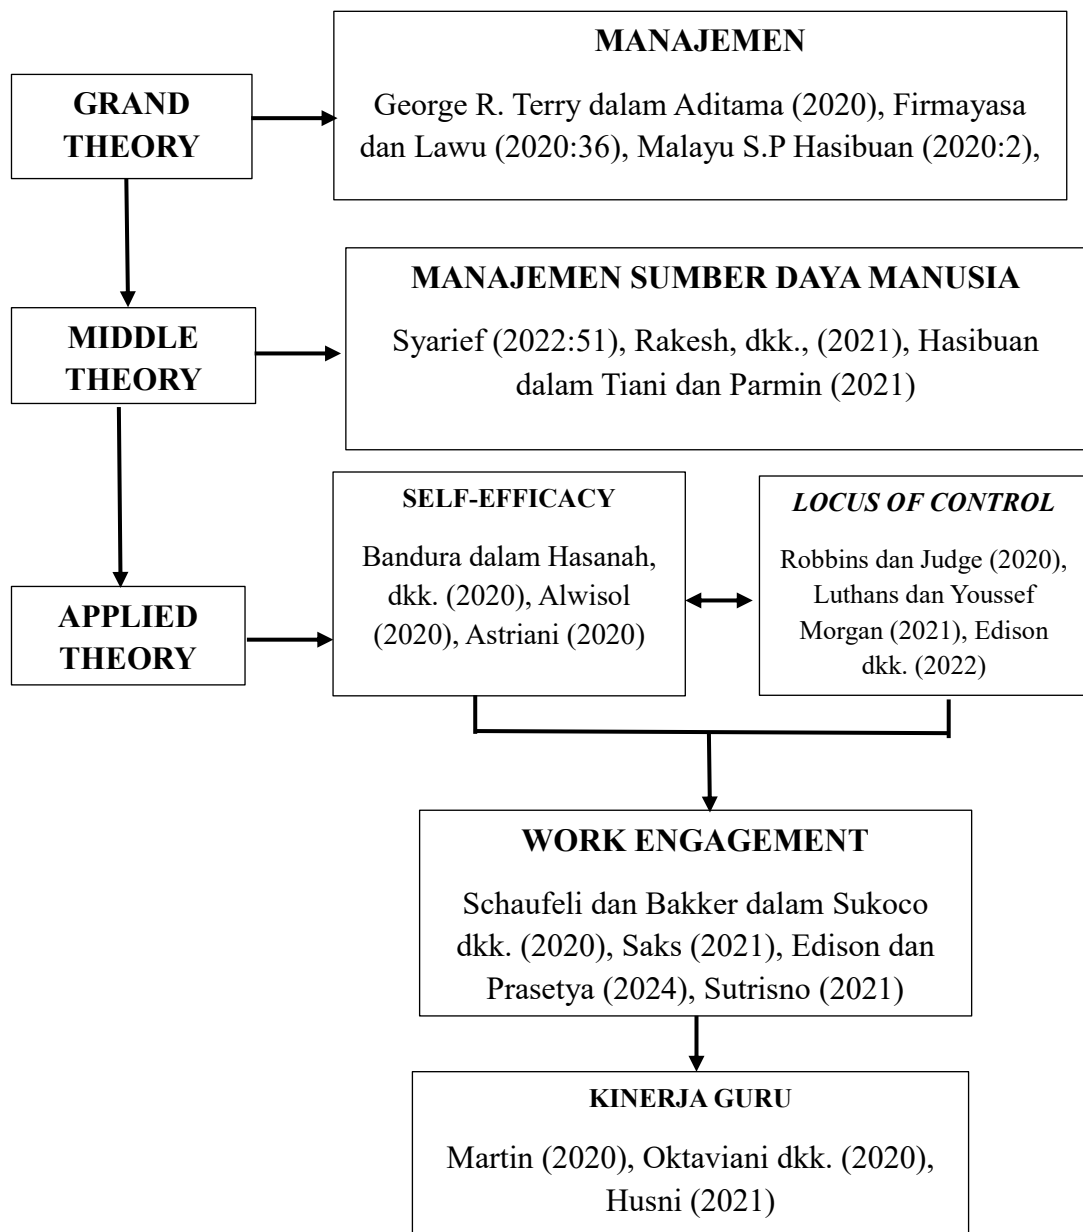 MANAJEMEN
George R. Terry dalam Aditama (2020), Firmayasa
dan Lawu (2020:36), Malayu S.P Hasibuan (2020:2),
GRAND
THEORY
MANAJEMEN SUMBER DAYA MANUSIA
Syarief (2022:51), Rakesh, dkk., (2021), Hasibuan
dalam Tiani dan Parmin (2021)
MIDDLE
THEORY
SELF-EFFICACY
Bandura dalam Hasanah,
dkk. (2020), Alwisol
(2020), Astriani (2020)
LOCUS OF CONTROL
Robbins dan Judge (2020),
Luthans dan Youssef
Morgan (2021), Edison
dkk. (2022)
APPLIED
THEORY
WORK ENGAGEMENT
Schaufeli dan Bakker dalam Sukoco
dkk. (2020), Saks (2021), Edison dan
Prasetya (2024), Sutrisno (2021)
KINERJA GURU
Martin (2020), Oktaviani dkk. (2020),
Husni (2021)